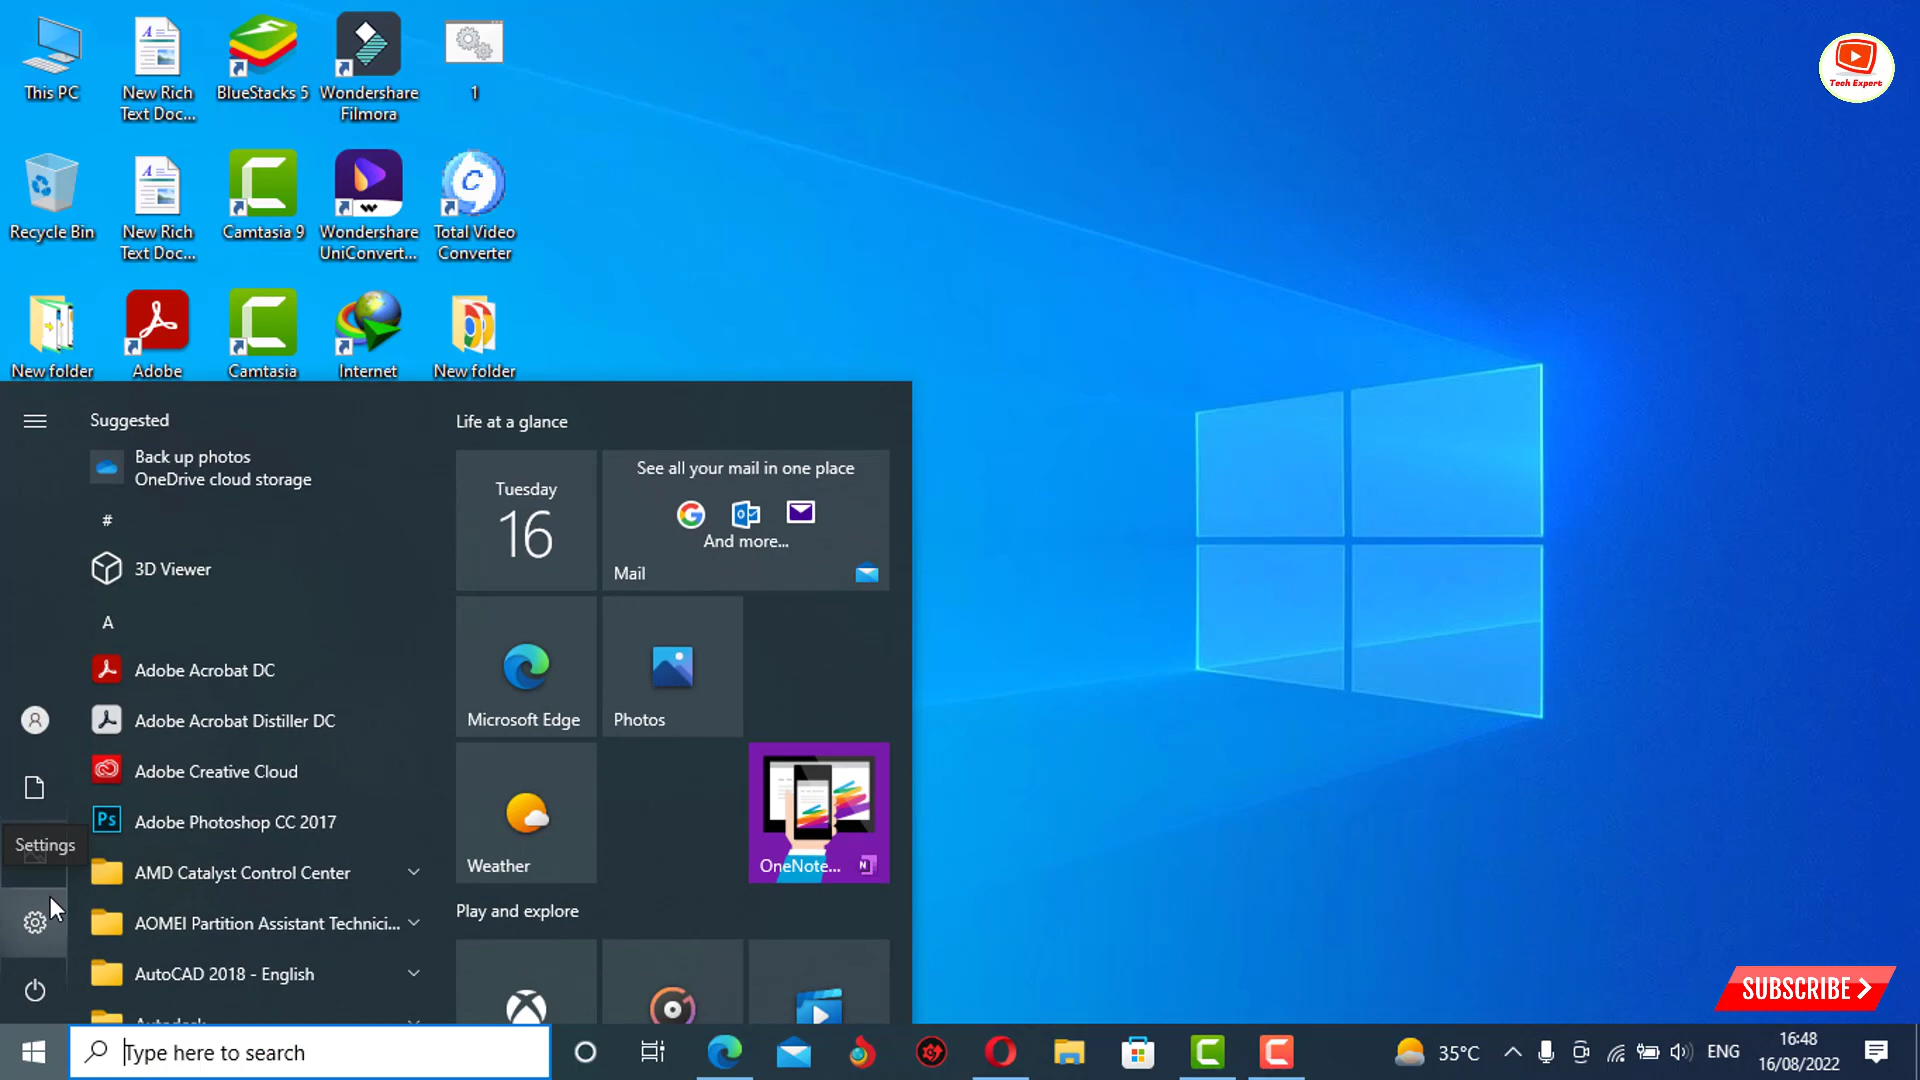 This PC
New Rich
Text Doc...
BlueStacks 5
Wondershare
Filmora
1
Tech Expert
Recycle Bin
New Rich
Text Doc...
Camtasia 9
Wondershare
UniConvert...
Total Video
Converter
New folder
Adobe
Camtasia
Internet
New folder
Suggested
Back up photos
OneDrive cloud storage
#
3D Viewer
A
Adobe Acrobat DC
Adobe Acrobat Distiller DC
Adobe Creative Cloud
Ps
Adobe Photoshop CC 2017
Settings
AMD Catalyst Control Center
AOMEI Partition Assistant Technici...
AutoCAD 2018 - English
Life at a glance
Tuesday
16
See all your mail in one place
And more...
Mail
Microsoft Edge
Photos
Weather
OneNote...
Play and explore
SUBSCRIBE
Type here to search
35°C
ENG
16:48
16/08/2022